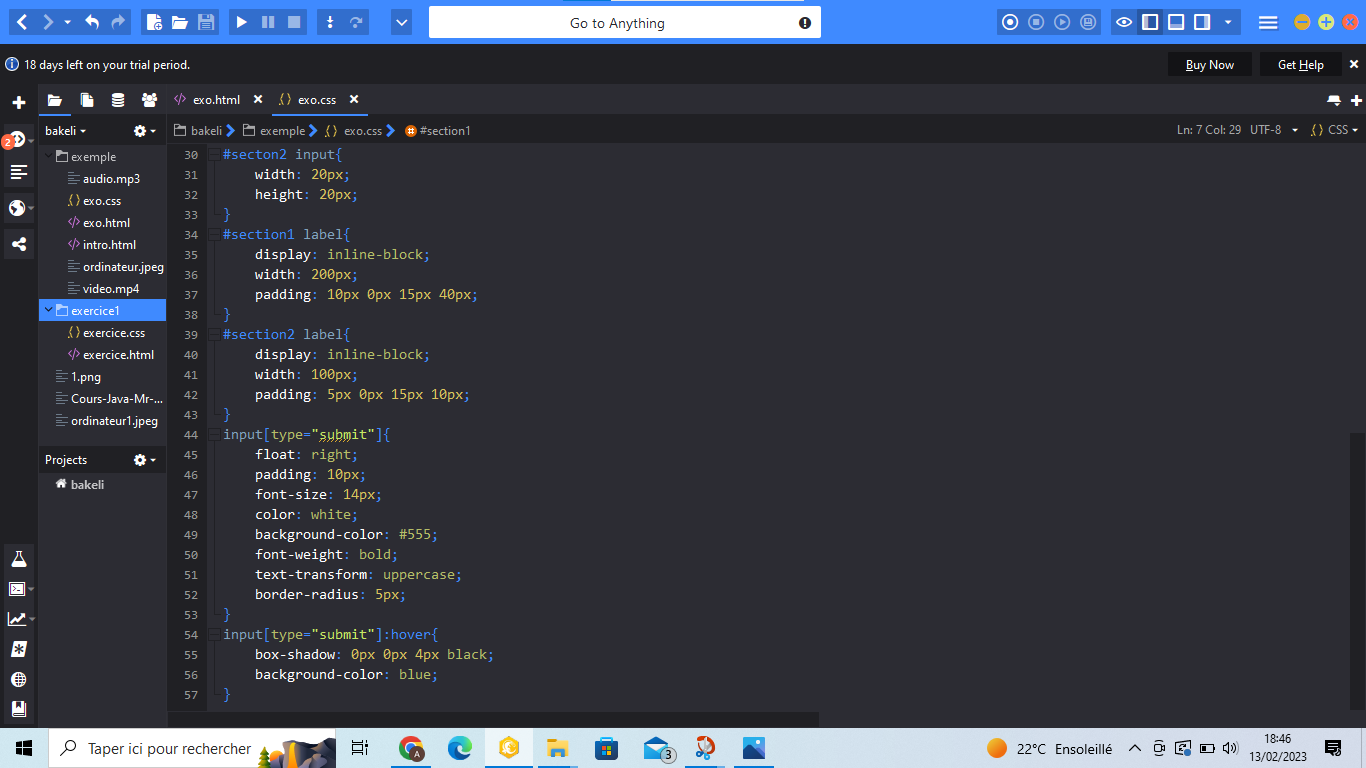 Go to Anything
18 days left on your trial period.
Buy Now
Get Help
exo.html
exo.css
bakeli
bakeli
exemple
exo.css
#section1
Ln: 7 Col: 29
UTF-8
CSS
2
exemple
audio.mp3
exo.css
exo.html
intro.html
ordinateur.jpeg
video.mp4
exercice1
exercice.css
exercice.html
1.png
Cours-Java-Mr-...
ordinateur1.jpeg
Projects
bakeli
30 #secton2 input{
31 width: 20px;
32 height: 20px;
33 }
34 #section1 label{
35 display: inline-block;
36 width: 200px;
37 padding: 10px 0px 15px 40px;
38 }
39 #section2 label{
40 display: inline-block;
41 width: 100px;
42 padding: 5px 0px 15px 10px;
43 }
44 input[type="submit"]{
45 float: right;
46 padding: 10px;
47 font-size: 14px;
48 color: white;
49 background-color: #555;
50 font-weight: bold;
51 text-transform: uppercase;
52 border-radius: 5px;
53 }
54 input[type="submit"]:hover{
55 box-shadow: 0px 0px 4px black;
56 background-color: blue;
57 }
Taper ici pour rechercher
A
3
22°C Ensoleillé
18:46
13/02/2023